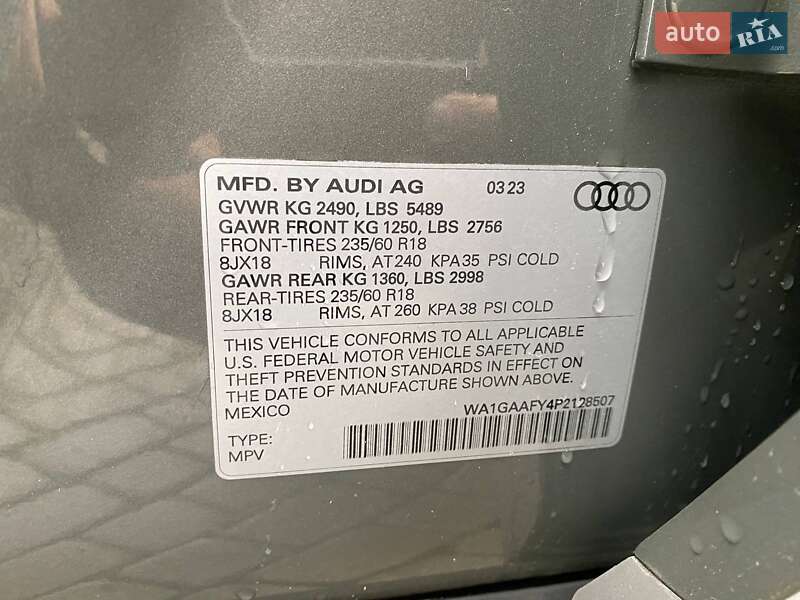 auto RIA.com
MFD. BY AUDI AG 03 23
GVWR KG 2490, LBS 5489
GAWR FRONT KG 1250, LBS 2756
FRONT-TIRES 235/60 R18
8JX18 RIMS, AT 240 KPA 35 PSI COLD
GAWR REAR KG 1360, LBS 2998
REAR-TIRES 235/60 R18
8JX18 RIMS, AT 260 KPA 38 PSI COLD
THIS VEHICLE CONFORMS TO ALL APPLICABLE
U.S. FEDERAL MOTOR VEHICLE SAFETY AND
THEFT PREVENTION STANDARDS IN EFFECT ON
THE DATE OF MANUFACTURE SHOWN ABOVE.
MEXICO WA1GAAFY4P2128507
TYPE:
MPV